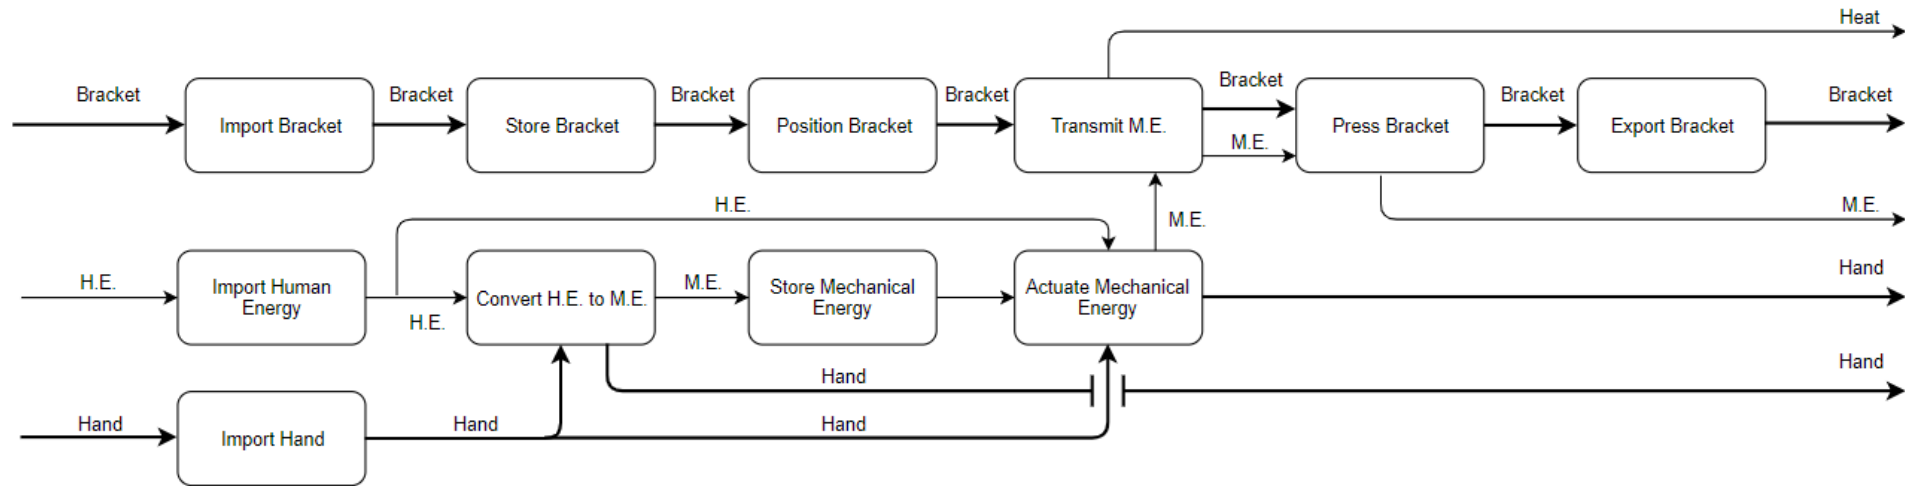 Heat
Bracket
Bracket
Bracket
Bracket
Bracket
Bracket
Bracket
Import Bracket
Store Bracket
Position Bracket
Transmit M.E.
Press Bracket
Export Bracket
M.E.
H.E.
M.E.
M.E.
H.E.
Import Human
Energy
H.E.
Convert H.E. to M.E.
M.E.
Store Mechanical
Energy
Actuate Mechanical
Energy
Hand
Hand
Hand
Hand
Import Hand
Hand
Hand